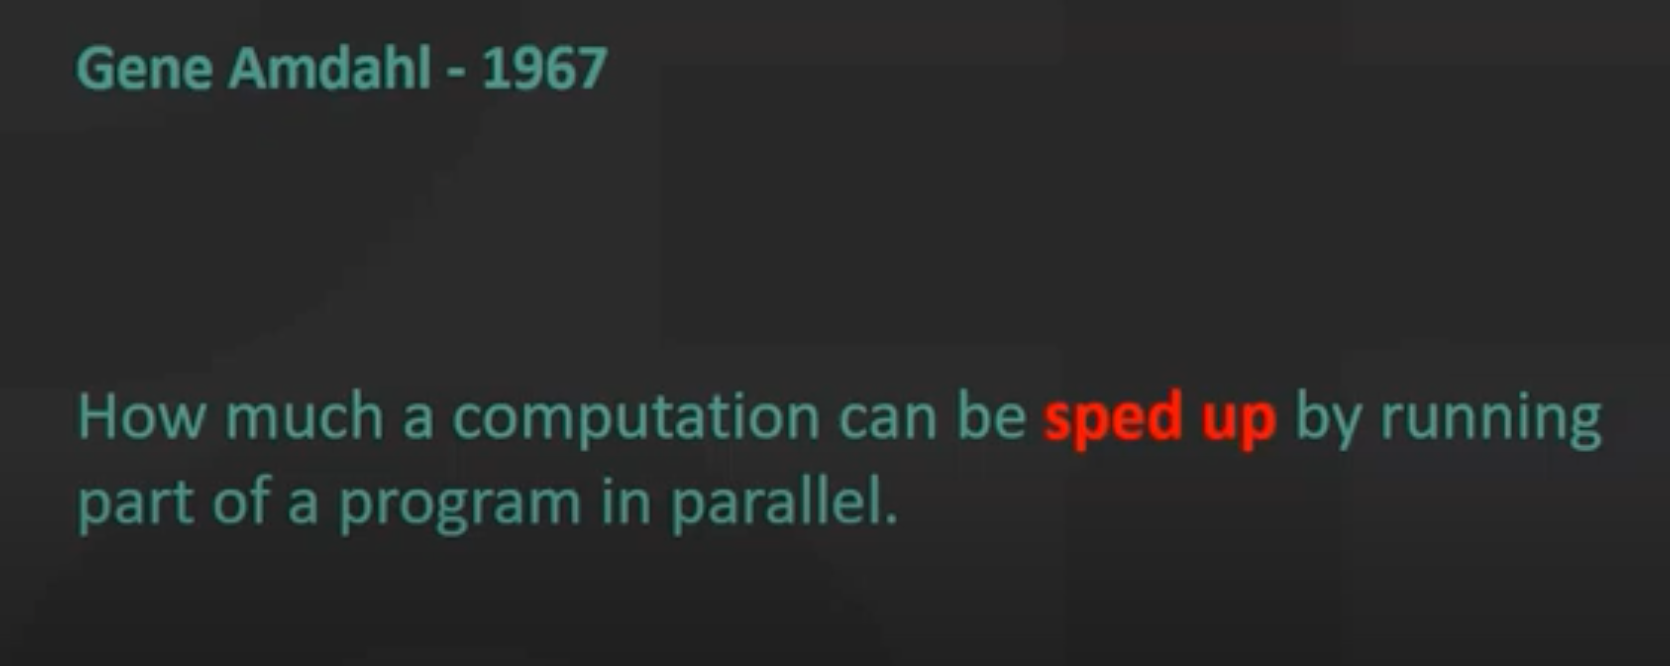 Gene Amdahl - 1967
How much a computation can be sped up by running
part of a program in parallel.